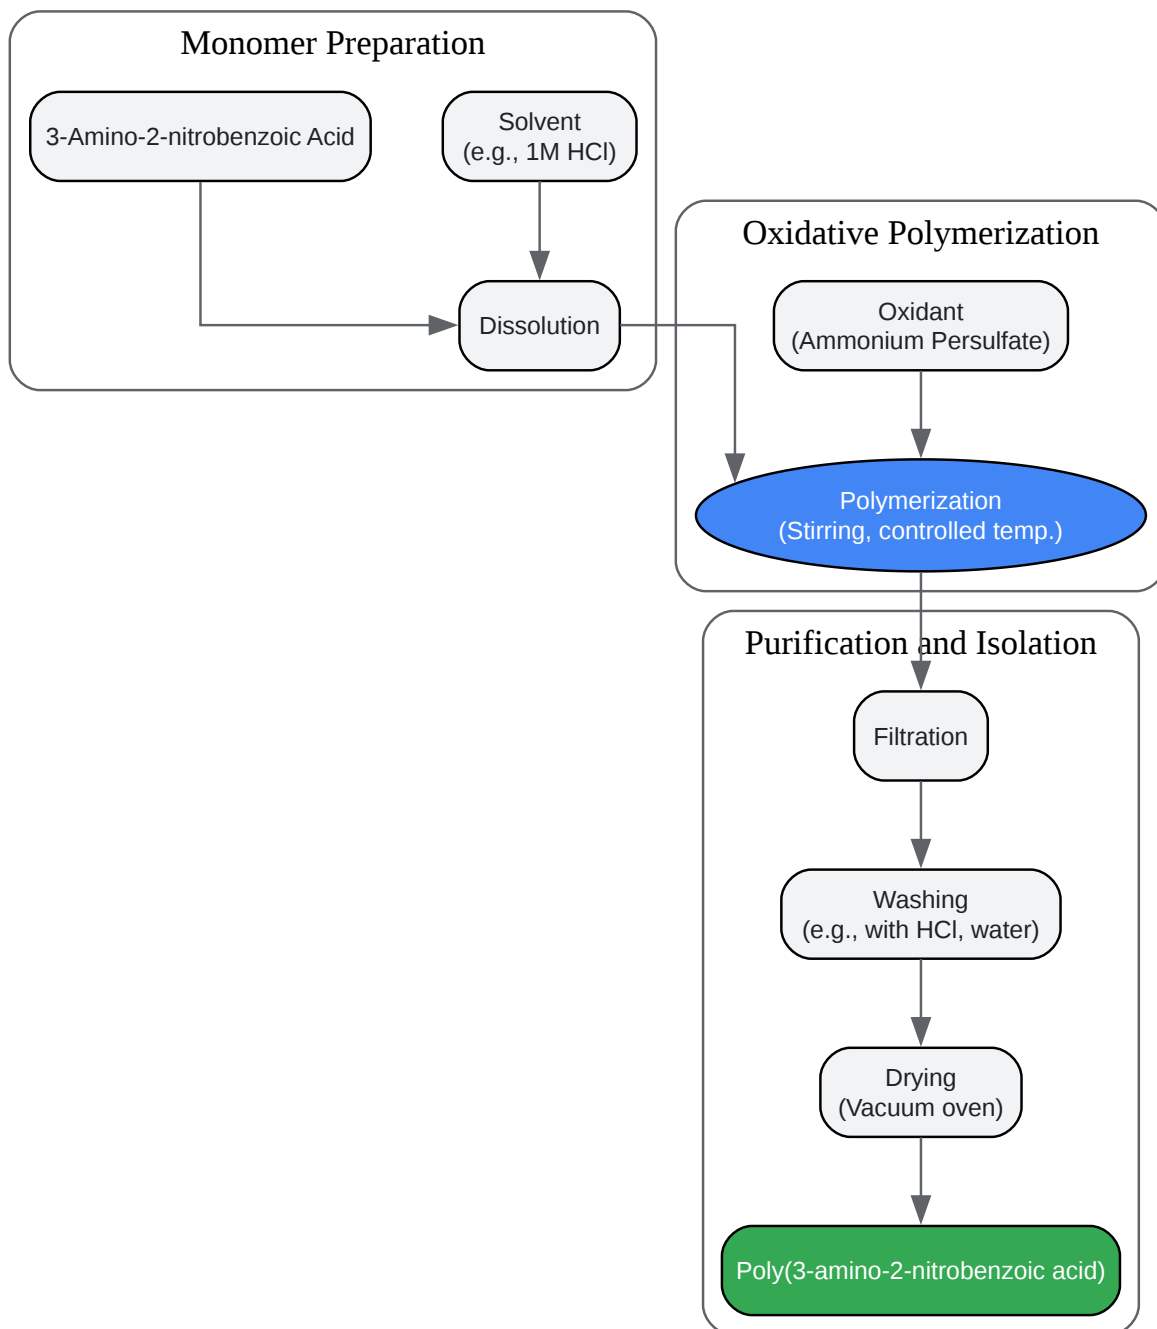 Monomer Preparation
3-Amino-2-nitrobenzoic Acid
Solvent
(e.g., 1M HCl)
Dissolution
Oxidative Polymerization
Oxidant
(Ammonium Persulfate)
Polymerization
(Stirring, controlled temp.)
Purification and Isolation
Filtration
Washing
(e.g., with HCl, water)
Drying
(Vacuum oven)
Poly(3-amino-2-nitrobenzoic acid)